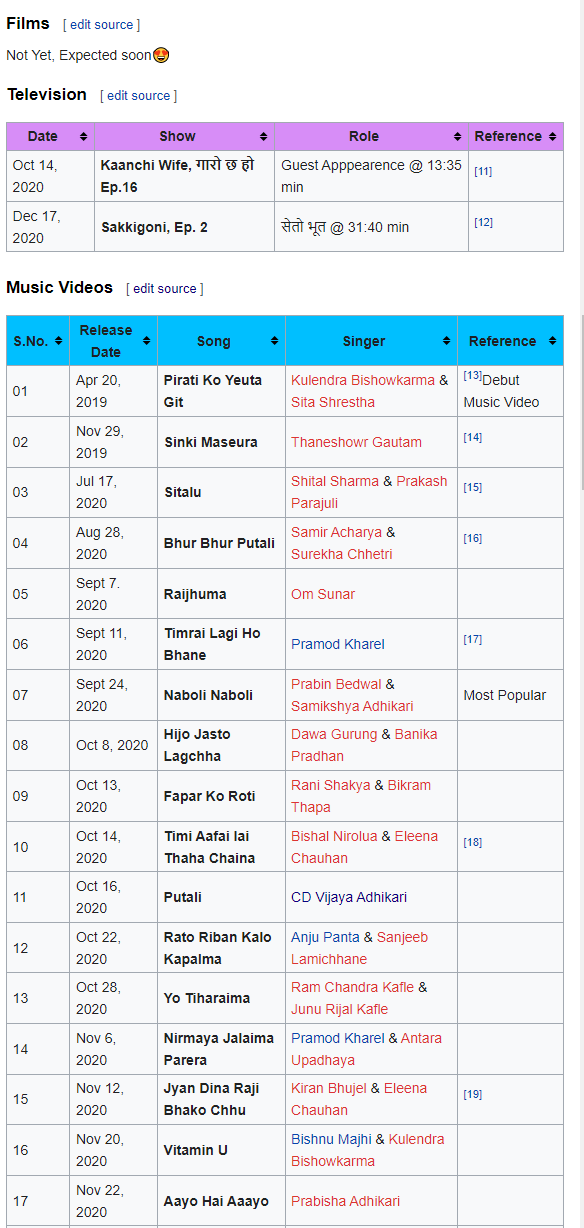 Films [ edit source ]
Not Yet, Expected soon😍
Television [ edit source ]
Date Show Role Reference
Oct 14, 2020 Kaanchi Wife, गारो छ हो Ep.16 Guest Apppearence @ 13:35 min [11]
Dec 17, 2020 Sakkigoni, Ep. 2 सेतो भूत @ 31:40 min [12]
Music Videos [ edit source ]
S.No. Release Date Song Singer Reference
01 Apr 20, 2019 Pirati Ko Yeuta Git Kulendra Bishowkarma & Sita Shrestha [13]Debut Music Video
02 Nov 29, 2019 Sinki Maseura Thaneshowr Gautam [14]
03 Jul 17, 2020 Sitalu Shital Sharma & Prakash Parajuli [15]
04 Aug 28, 2020 Bhur Bhur Putali Samir Acharya & Surekha Chhetri [16]
05 Sept 7. 2020 Raijhuma Om Sunar
06 Sept 11, 2020 Timrai Lagi Ho Bhane Pramod Kharel [17]
07 Sept 24, 2020 Naboli Naboli Prabin Bedwal & Samikshya Adhikari Most Popular
08 Oct 8, 2020 Hijo Jasto Lagchha Dawa Gurung & Banika Pradhan
09 Oct 13, 2020 Fapar Ko Roti Rani Shakya & Bikram Thapa
10 Oct 14, 2020 Timi Aafai lai Thaha Chaina Bishal Nirolua & Eleena Chauhan [18]
11 Oct 16, 2020 Putali CD Vijaya Adhikari
12 Oct 22, 2020 Rato Riban Kalo Kapalma Anju Panta & Sanjeeb Lamichhane
13 Oct 28, 2020 Yo Tiharaima Ram Chandra Kafle & Junu Rijal Kafle
14 Nov 6, 2020 Nirmaya Jalaima Parera Pramod Kharel & Antara Upadhaya
15 Nov 12, 2020 Jyan Dina Raji Bhako Chhu Kiran Bhujel & Eleena Chauhan [19]
16 Nov 20, 2020 Vitamin U Bishnu Majhi & Kulendra Bishowkarma
17 Nov 22, 2020 Aayo Hai Aaayo Prabisha Adhikari